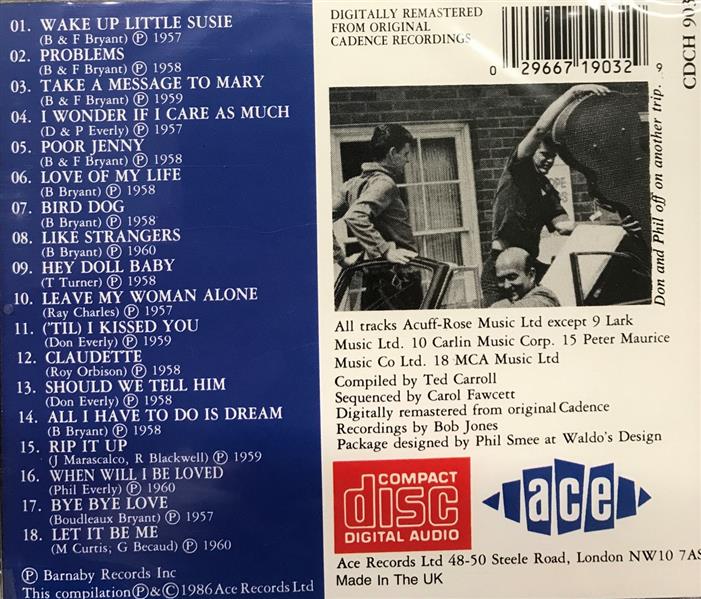 01. WAKE UP LITTLE SUSIE
(B & F Bryant) Ⓟ 1957
02. PROBLEMS
(B & F Bryant) Ⓟ 1958
03. TAKE A MESSAGE TO MARY
(B & F Bryant) Ⓟ 1959
04. I WONDER IF I CARE AS MUCH
(D & P Everly) Ⓟ 1957
05. POOR JENNY
(B & F Bryant) Ⓟ 1958
06. LOVE OF MY LIFE
(B Bryant) Ⓟ 1958
07. BIRD DOG
(B Bryant) Ⓟ 1958
08. LIKE STRANGERS
(B Bryant) Ⓟ 1960
09. HEY DOLL BABY
(T Turner) Ⓟ 1958
10. LEAVE MY WOMAN ALONE
(Ray Charles) Ⓟ 1957
11. ('TIL) I KISSED YOU
(Don Everly) Ⓟ 1959
12. CLAUDETTE
(Roy Orbison) Ⓟ 1958
13. SHOULD WE TELL HIM
(Don Everly) Ⓟ 1958
14. ALL I HAVE TO DO IS DREAM
(B Bryant) Ⓟ 1958
15. RIP IT UP
(J Marascalco, R Blackwell) Ⓟ 1959
16. WHEN WILL I BE LOVED
(Phil Everly) Ⓟ 1960
17. BYE BYE LOVE
(Boudleaux Bryant) Ⓟ 1957
18. LET IT BE ME
(M Curtis, G Becaud) Ⓟ 1960
Ⓟ Barnaby Records Inc
This compilation Ⓟ & © 1986 Ace Records Ltd
DIGITALLY REMASTERED
FROM ORIGINAL
CADENCE RECORDINGS
0 29667 19032 9
CDCH 903
Don and Phil off on another trip.
All tracks Acuff-Rose Music Ltd except 9 Lark
Music Ltd. 10 Carlin Music Corp. 15 Peter Maurice
Music Co Ltd. 18 MCA Music Ltd
Compiled by Ted Carroll
Sequenced by Carol Fawcett
Digitally remastered from original Cadence
Recordings by Bob Jones
Package designed by Phil Smee at Waldo's Design
COMPACT
disc
DIGITAL AUDIO
ace
Ace Records Ltd 48-50 Steele Road, London NW10 7AS
Made In The UK